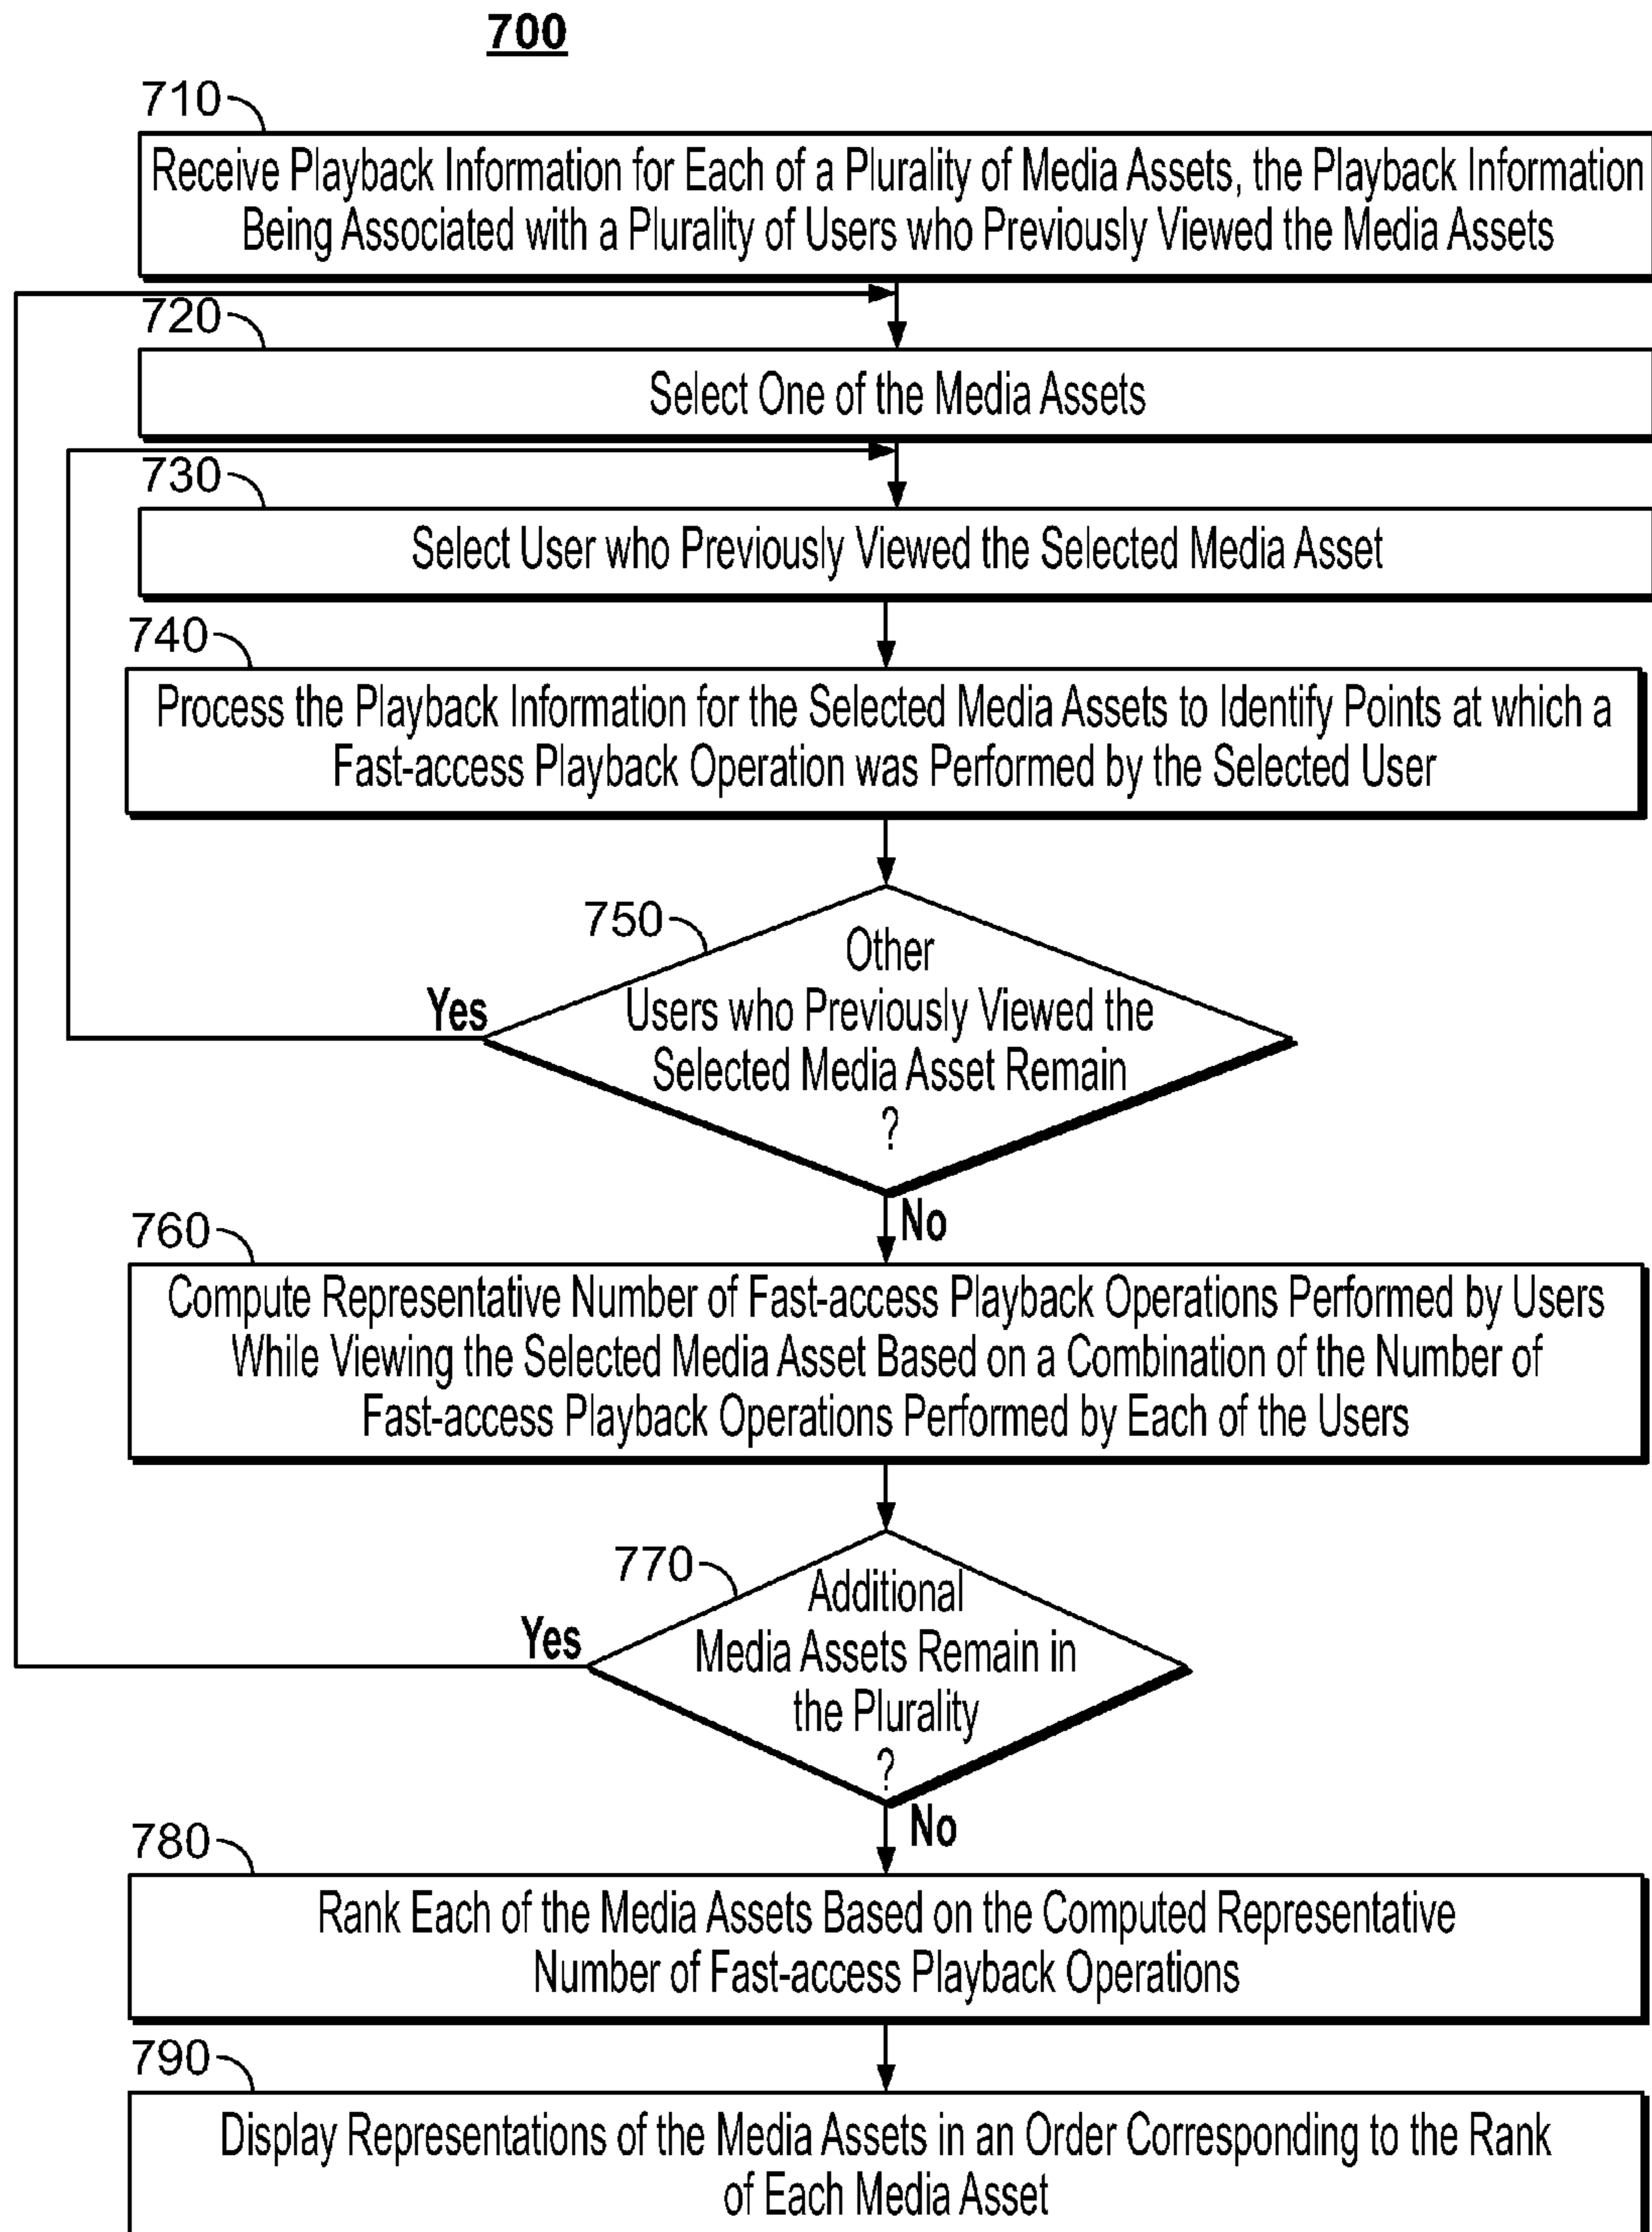 700
710
Receive Playback Information for Each of a Plurality of Media Assets, the Playback Information
Being Associated with a Plurality of Users who Previously Viewed the Media Assets
720
Select One of the Media Assets
730
Select User who Previously Viewed the Selected Media Asset
740
Process the Playback Information for the Selected Media Assets to Identify Points at which a
Fast-access Playback Operation was Performed by the Selected User
750
Other
Users who Previously Viewed the
Selected Media Asset Remain
?
Yes
No
760
Compute Representative Number of Fast-access Playback Operations Performed by Users
While Viewing the Selected Media Asset Based on a Combination of the Number of
Fast-access Playback Operations Performed by Each of the Users
770
Additional
Media Assets Remain in
the Plurality
?
Yes
No
780
Rank Each of the Media Assets Based on the Computed Representative
Number of Fast-access Playback Operations
790
Display Representations of the Media Assets in an Order Corresponding to the Rank
of Each Media Asset